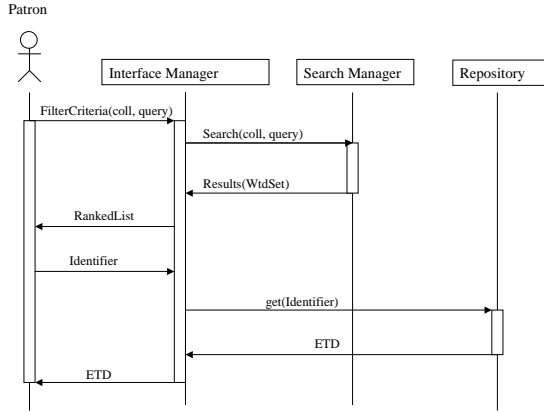 Patron
Interface Manager
Search Manager
Repository
FilterCriteria(coll, query)
Search(coll, query)
Results(WtdSet)
RankedList
Identifier
get(Identifier)
ETD
ETD